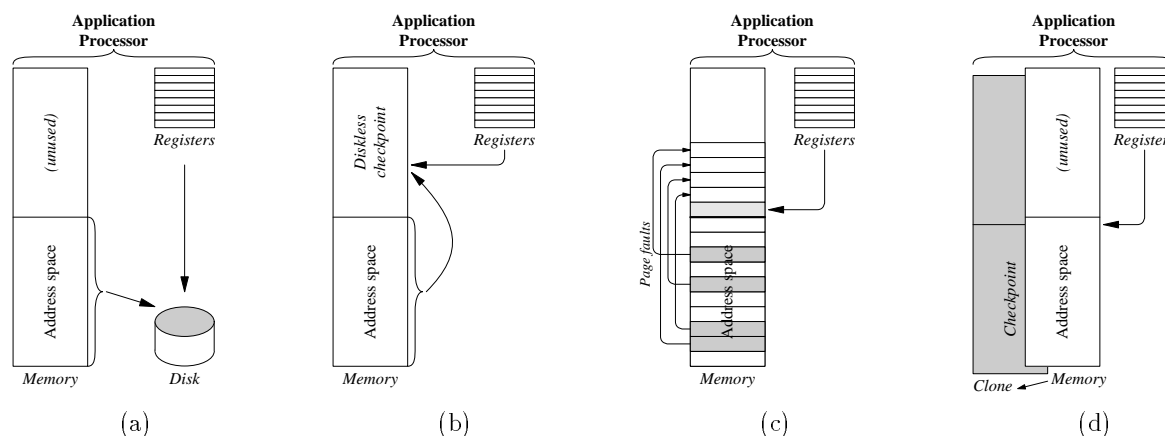 Application
Processor
(unused)
Registers
Address space
Memory
Disk
(a)
Application
Processor
Diskless
checkpoint
Registers
Address space
Memory
(b)
Application
Processor
Registers
Page faults
Address space
Memory
(c)
Application
Processor
(unused)
Registers
Checkpoint
Address space
Clone
Memory
(d)